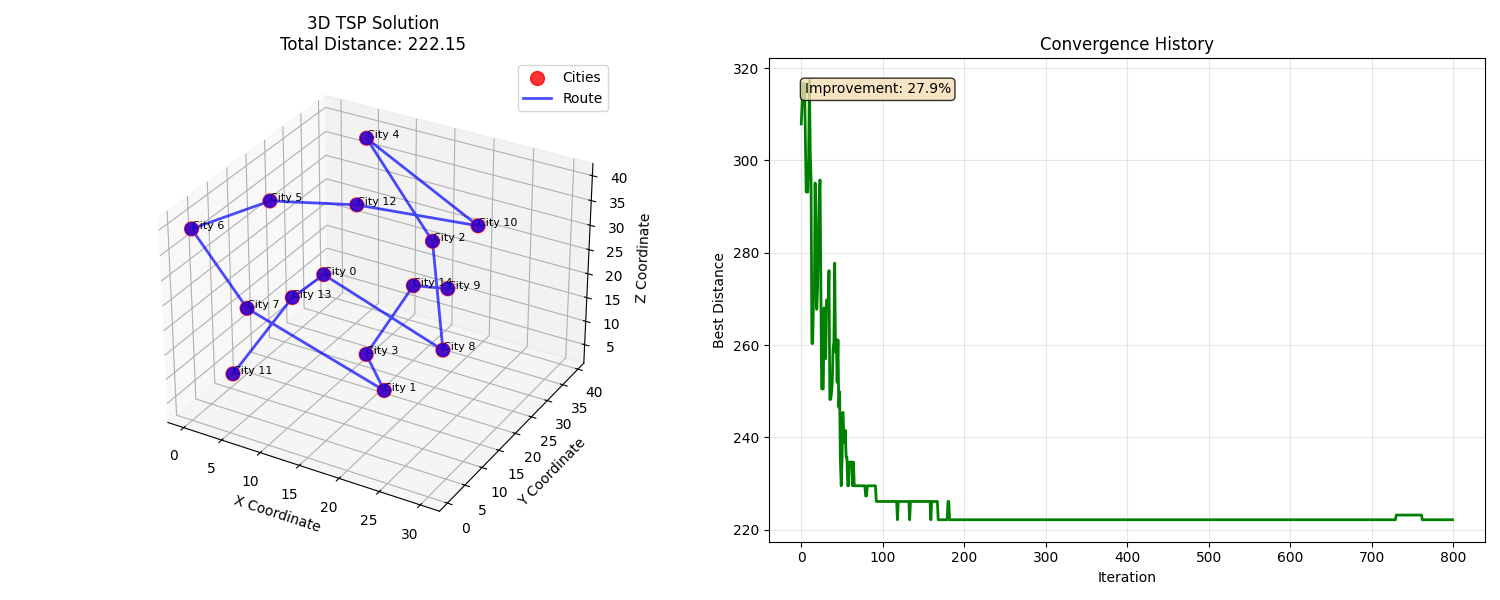 3D TSP Solution
Total Distance: 222.15
Cities
Route
City 4
City 5
City 12
City 6
City 10
City 2
City 0
City 14
City 9
City 13
City 7
City 3
City 8
City 11
City 1
40
35
30
25
20
15
10
5
Z Coordinate
0
5
10
15
20
25
30
X Coordinate
0
5
10
15
20
25
30
35
40
Y Coordinate
Convergence History
Improvement: 27.9%
320
300
280
260
240
220
Best Distance
0
100
200
300
400
500
600
700
800
Iteration